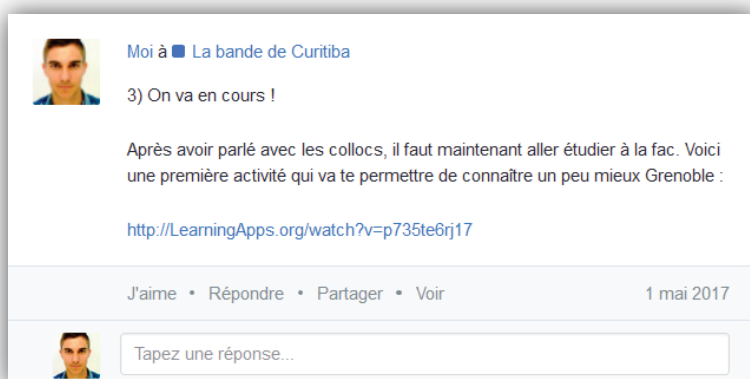 Moi à La bande de Curitiba
3) On va en cours !
Après avoir parlé avec les collocs, il faut maintenant aller étudier à la fac. Voici
une première activité qui va te permettre de connaître un peu mieux Grenoble :
http://LearningApps.org/watch?v=p735te6rj17
J'aime • Répondre • Partager • Voir 1 mai 2017
Tapez une réponse...